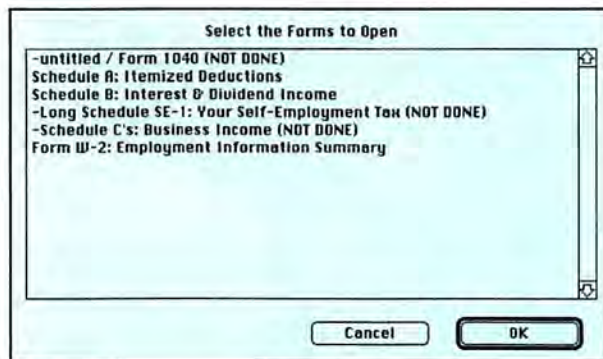 Select the Forms to Open
-untitled / Form 1040 (NOT DONE)
Schedule A: Itemized Deductions
Schedule B: Interest & Dividend Income
-Long Schedule SE-1: Your Self-Employment Tax (NOT DONE)
-Schedule C's: Business Income (NOT DONE)
Form W-2: Employment Information Summary
Cancel
OK